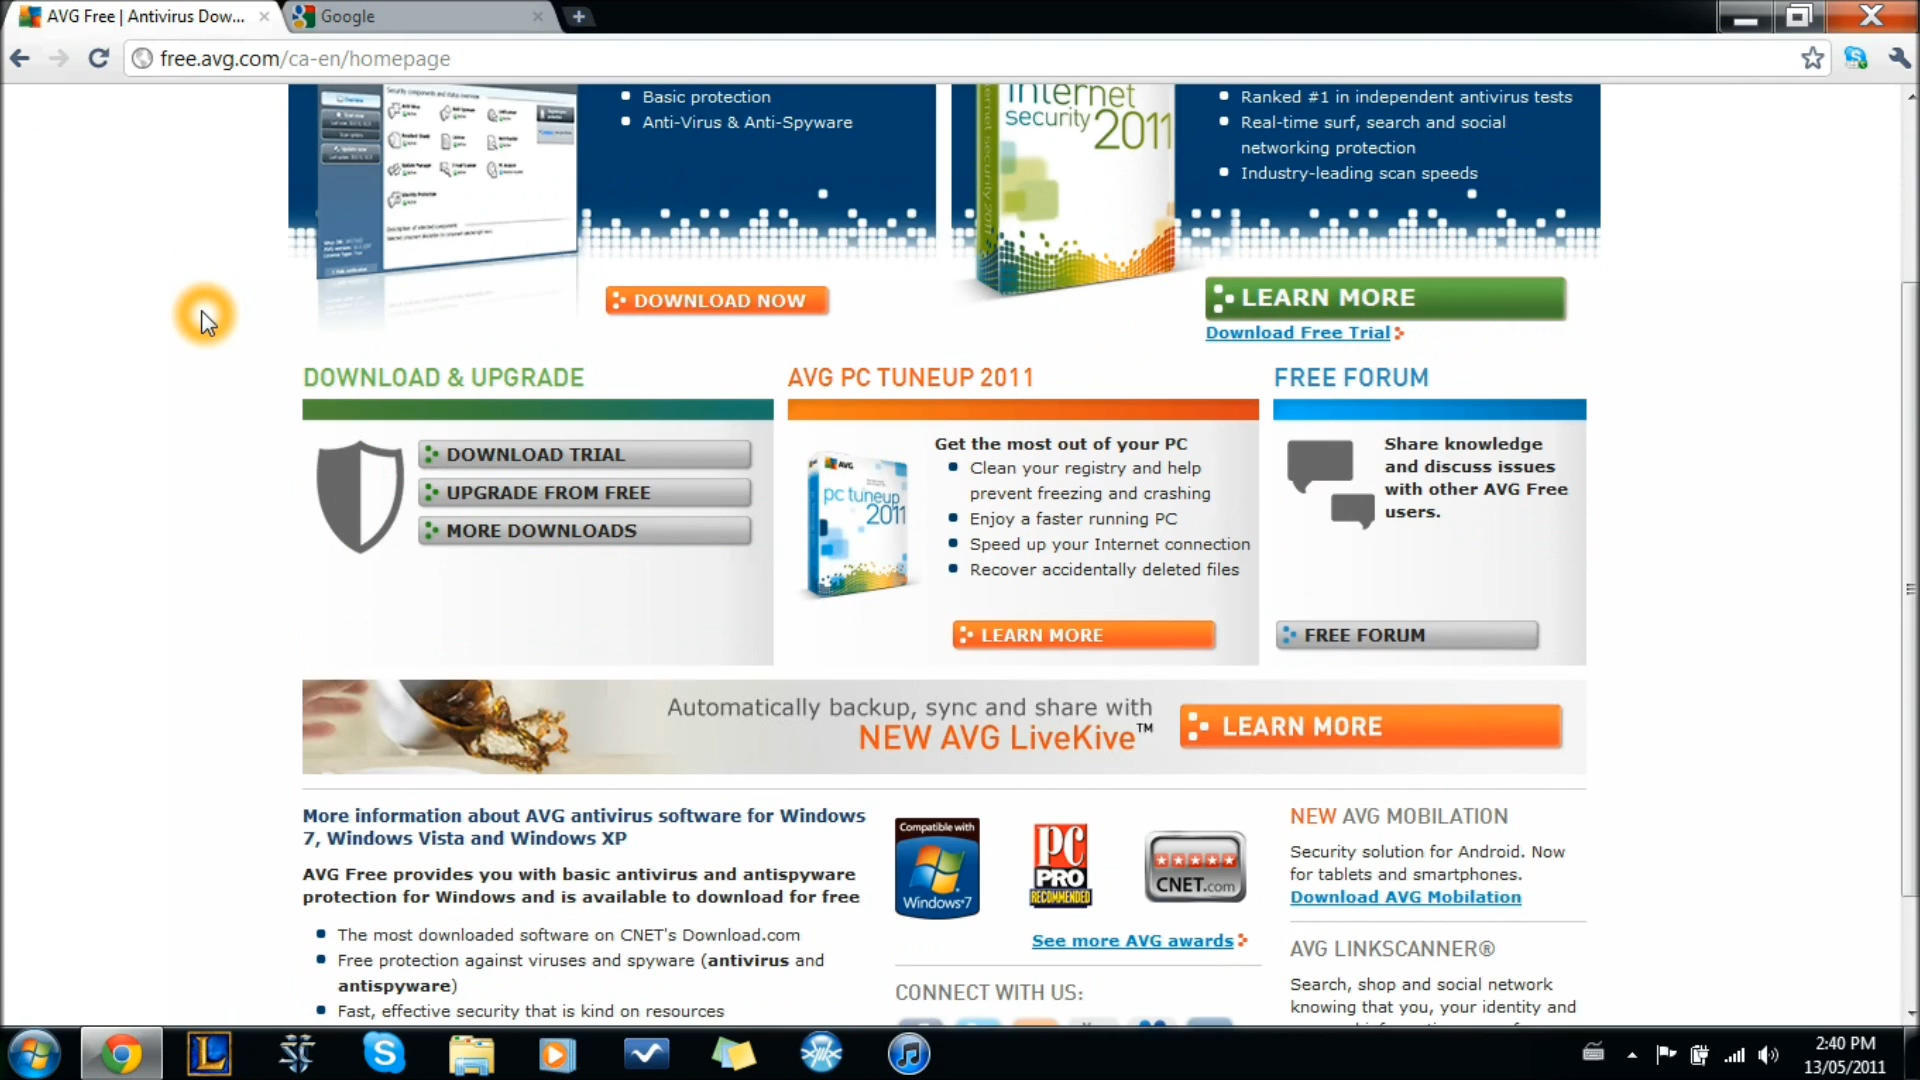 AVG Free | Antivirus Dow...
Google
free.avg.com/ca-en/homepage
Basic protection
Anti-Virus & Anti-Spyware
internet
security 2011
internet security 2011
Ranked #1 in independent antivirus tests
Real-time surf, search and social
networking protection
Industry-leading scan speeds
DOWNLOAD NOW
LEARN MORE
Download Free Trial
DOWNLOAD & UPGRADE
DOWNLOAD TRIAL
UPGRADE FROM FREE
MORE DOWNLOADS
AVG PC TUNEUP 2011
AVG
pc tuneup
2011
Get the most out of your PC
Clean your registry and help
prevent freezing and crashing
Enjoy a faster running PC
Speed up your Internet connection
Recover accidentally deleted files
LEARN MORE
FREE FORUM
Share knowledge
and discuss issues
with other AVG Free
users.
FREE FORUM
Automatically backup, sync and share with
NEW AVG LiveKive™
LEARN MORE
More information about AVG antivirus software for Windows
7, Windows Vista and Windows XP
AVG Free provides you with basic antivirus and antispyware
protection for Windows and is available to download for free
The most downloaded software on CNET's Download.com
Free protection against viruses and spyware (antivirus and
antispyware)
Fast, effective security that is kind on resources
Compatible with
Windows 7
PC
PRO
RECOMMENDED
CNET.com
See more AVG awards
CONNECT WITH US:
NEW AVG MOBILATION
Security solution for Android. Now
for tablets and smartphones.
Download AVG Mobilation
AVG LINKSCANNER®
Search, shop and social network
knowing that you, your identity and
2:40 PM
13/05/2011